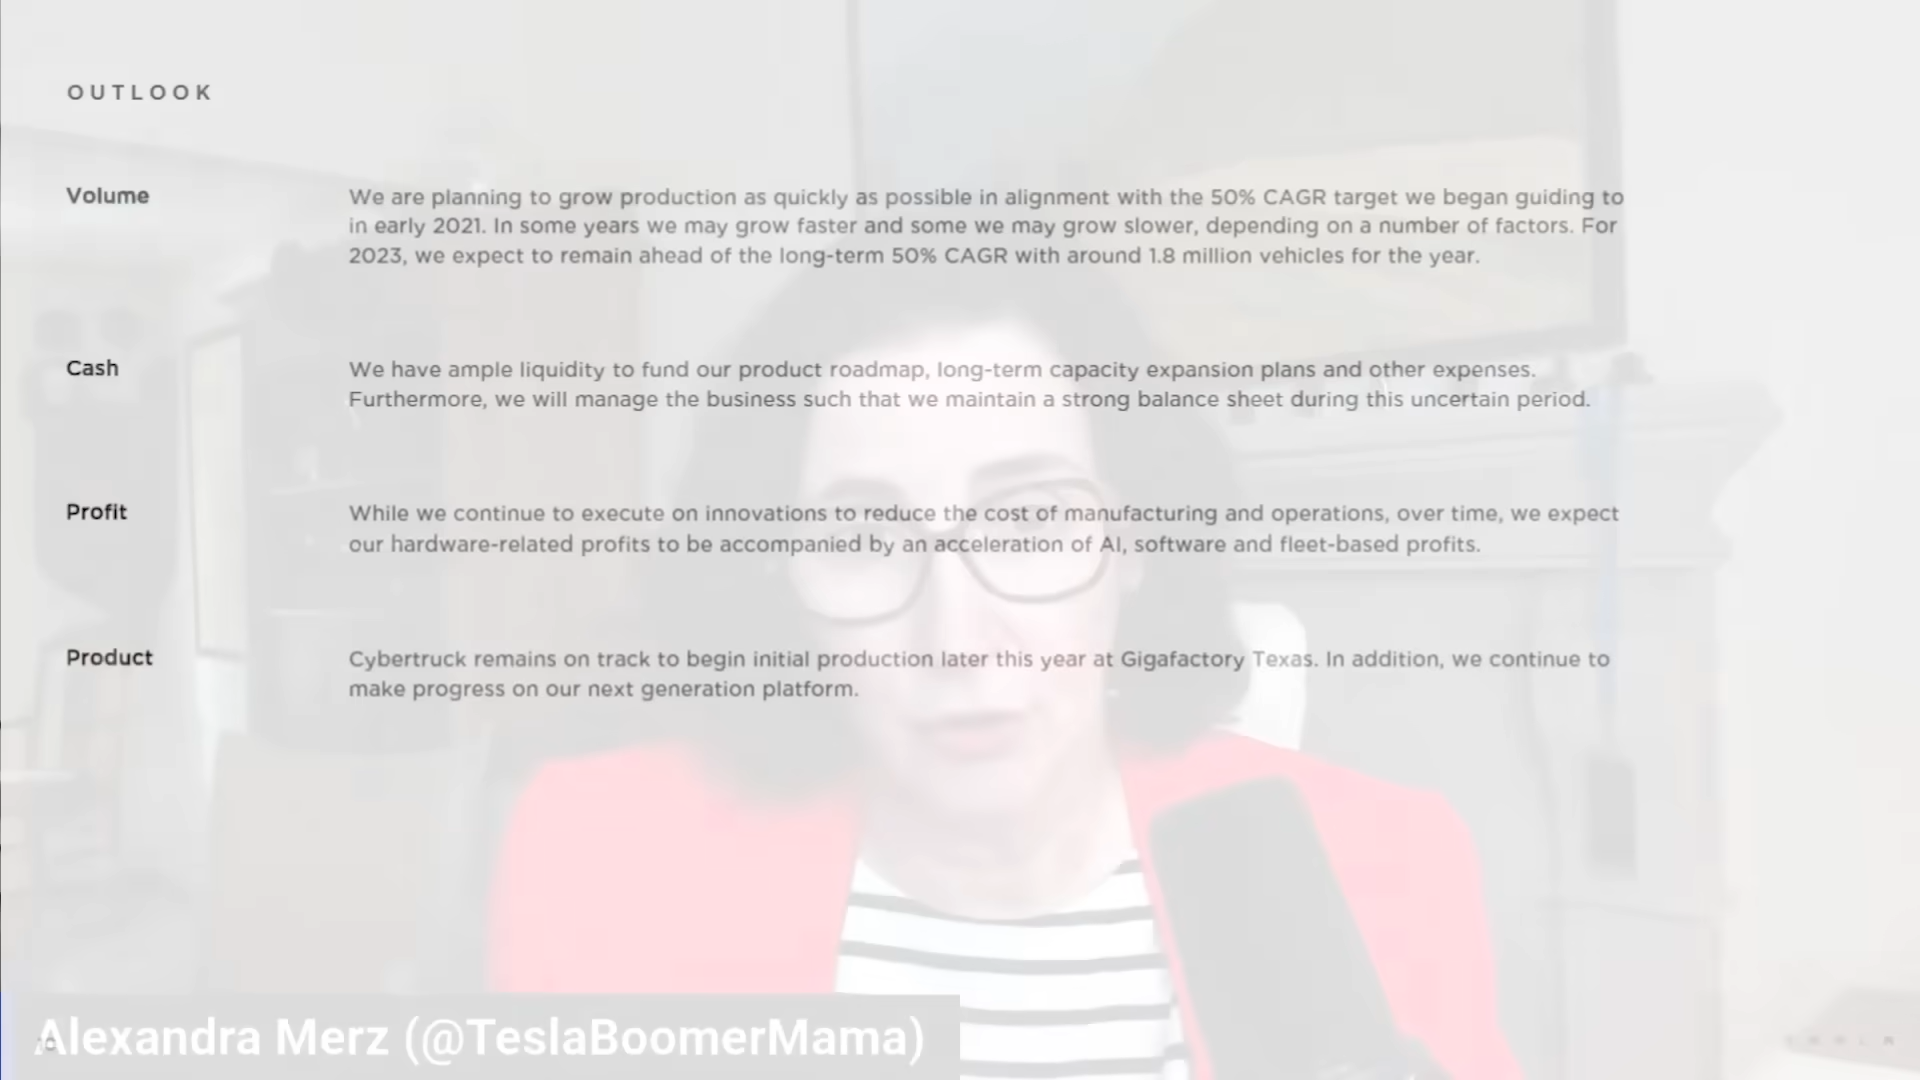 OUTLOOK
Volume
We are planning to grow production as quickly as possible in alignment with the 50% CAGR target we began guiding to
in early 2021. In some years we may grow faster and some we may grow slower, depending on a number of factors. For
2023, we expect to remain ahead of the long-term 50% CAGR with around 1.8 million vehicles for the year.
Cash
We have ample liquidity to fund our product roadmap, long-term capacity expansion plans and other expenses.
Furthermore, we will manage the business such that we maintain a strong balance sheet during this uncertain period.
Profit
While we continue to execute on innovations to reduce the cost of manufacturing and operations, over time, we expect
our hardware-related profits to be accompanied by an acceleration of AI, software and fleet-based profits.
Product
Cybertruck remains on track to begin initial production later this year at Gigafactory Texas. In addition, we continue to
make progress on our next generation platform.
Alexandra Merz (@TeslaBoomerMama)